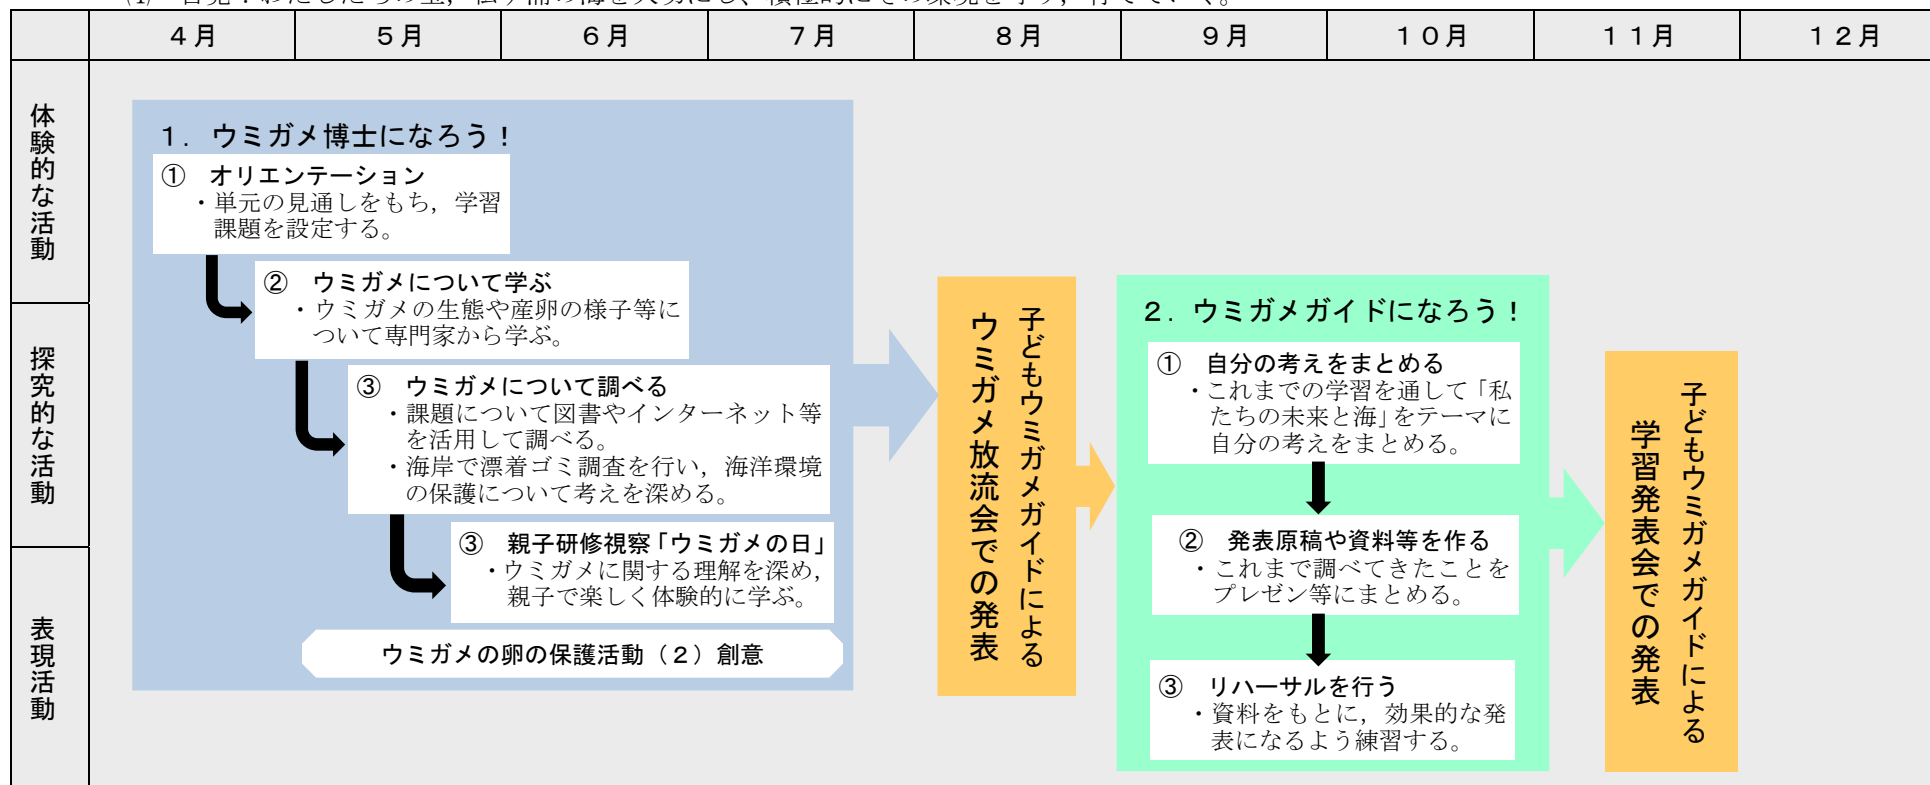 ４月 ５月 ６月 ７月 ８月 ９月 １０月 １１月 １２月
体験的な活動
探究的な活動
表現活動
１．ウミガメ博士になろう！
① オリエンテーション
・単元の見通しをもち，学習
課題を設定する。
② ウミガメについて学ぶ
・ウミガメの生態や産卵の様子等に
ついて専門家から学ぶ。
③ ウミガメについて調べる
・課題について図書やインターネット等
を活用して調べる。
・海岸で漂着ゴミ調査を行い，海洋環境
の保護について考えを深める。
③ 親子研修視察「ウミガメの日」
・ウミガメに関する理解を深め，
親子で楽しく体験的に学ぶ。
ウミガメの卵の保護活動（２）創意
子どもウミガメガイドによる
ウミガメ放流会での発表
２．ウミガメガイドになろう！
① 自分の考えをまとめる
・これまでの学習を通して「私
たちの未来と海」をテーマに
自分の考えをまとめる。
② 発表原稿や資料等を作る
・これまで調べてきたことを
プレゼン等にまとめる。
③ リハーサルを行う
・資料をもとに，効果的な発
表になるよう練習する。
子どもウミガメガイドによる
学習発表会での発表